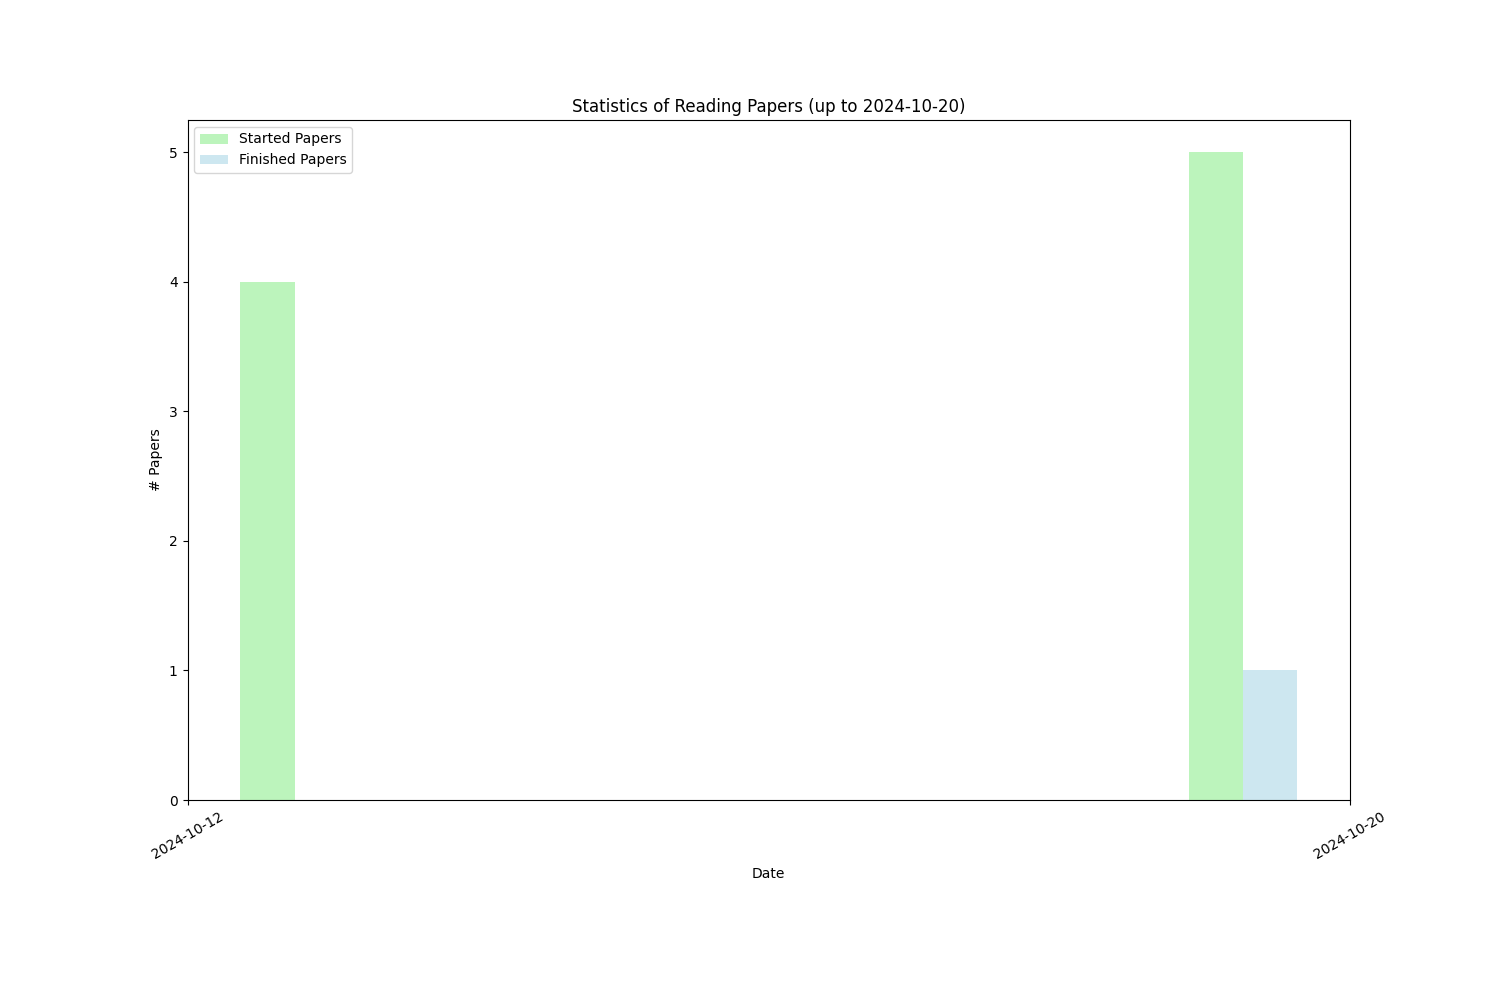 Statistics of Reading Papers (up to 2024-10-20)
Started Papers
Finished Papers
5
4
3
2
1
0
# Papers
2024-10-12
2024-10-20
Date